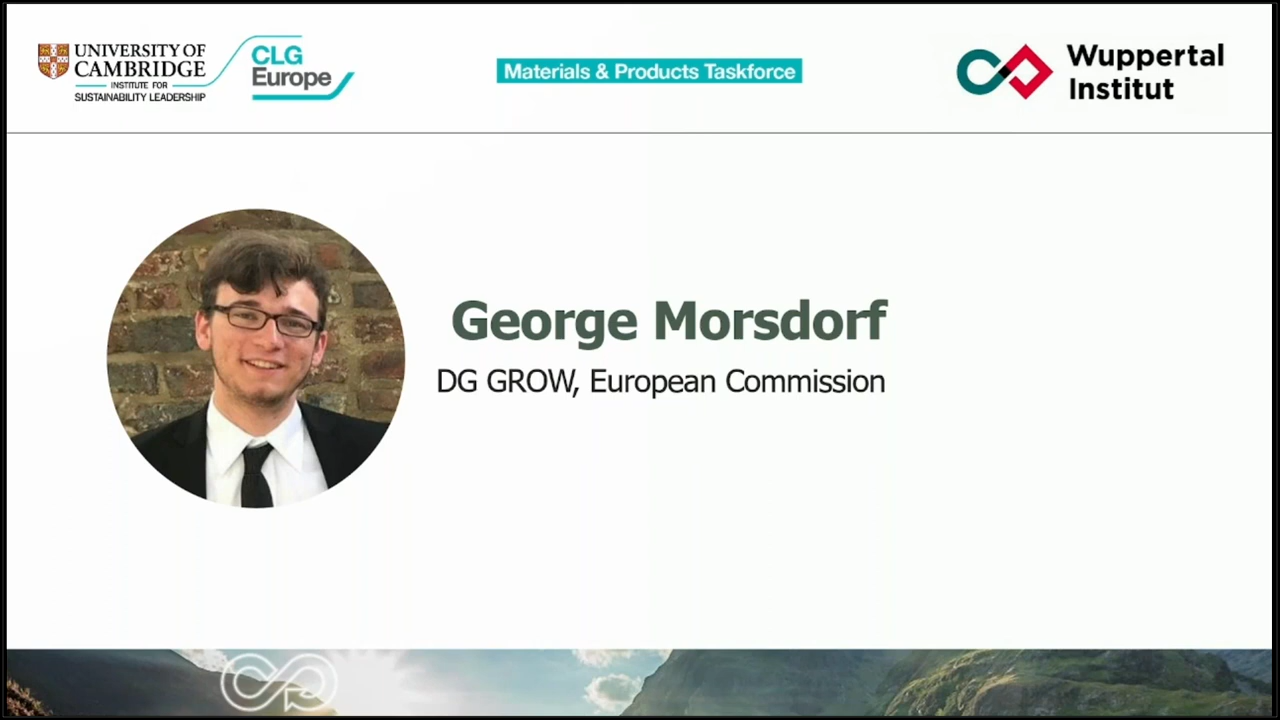 UNIVERSITY OF
CAMBRIDGE
INSTITUTE FOR
SUSTAINABILITY LEADERSHIP
CLG
Europe
Materials & Products Taskforce
Wuppertal
Institut
George Morsdorf
DG GROW, European Commission